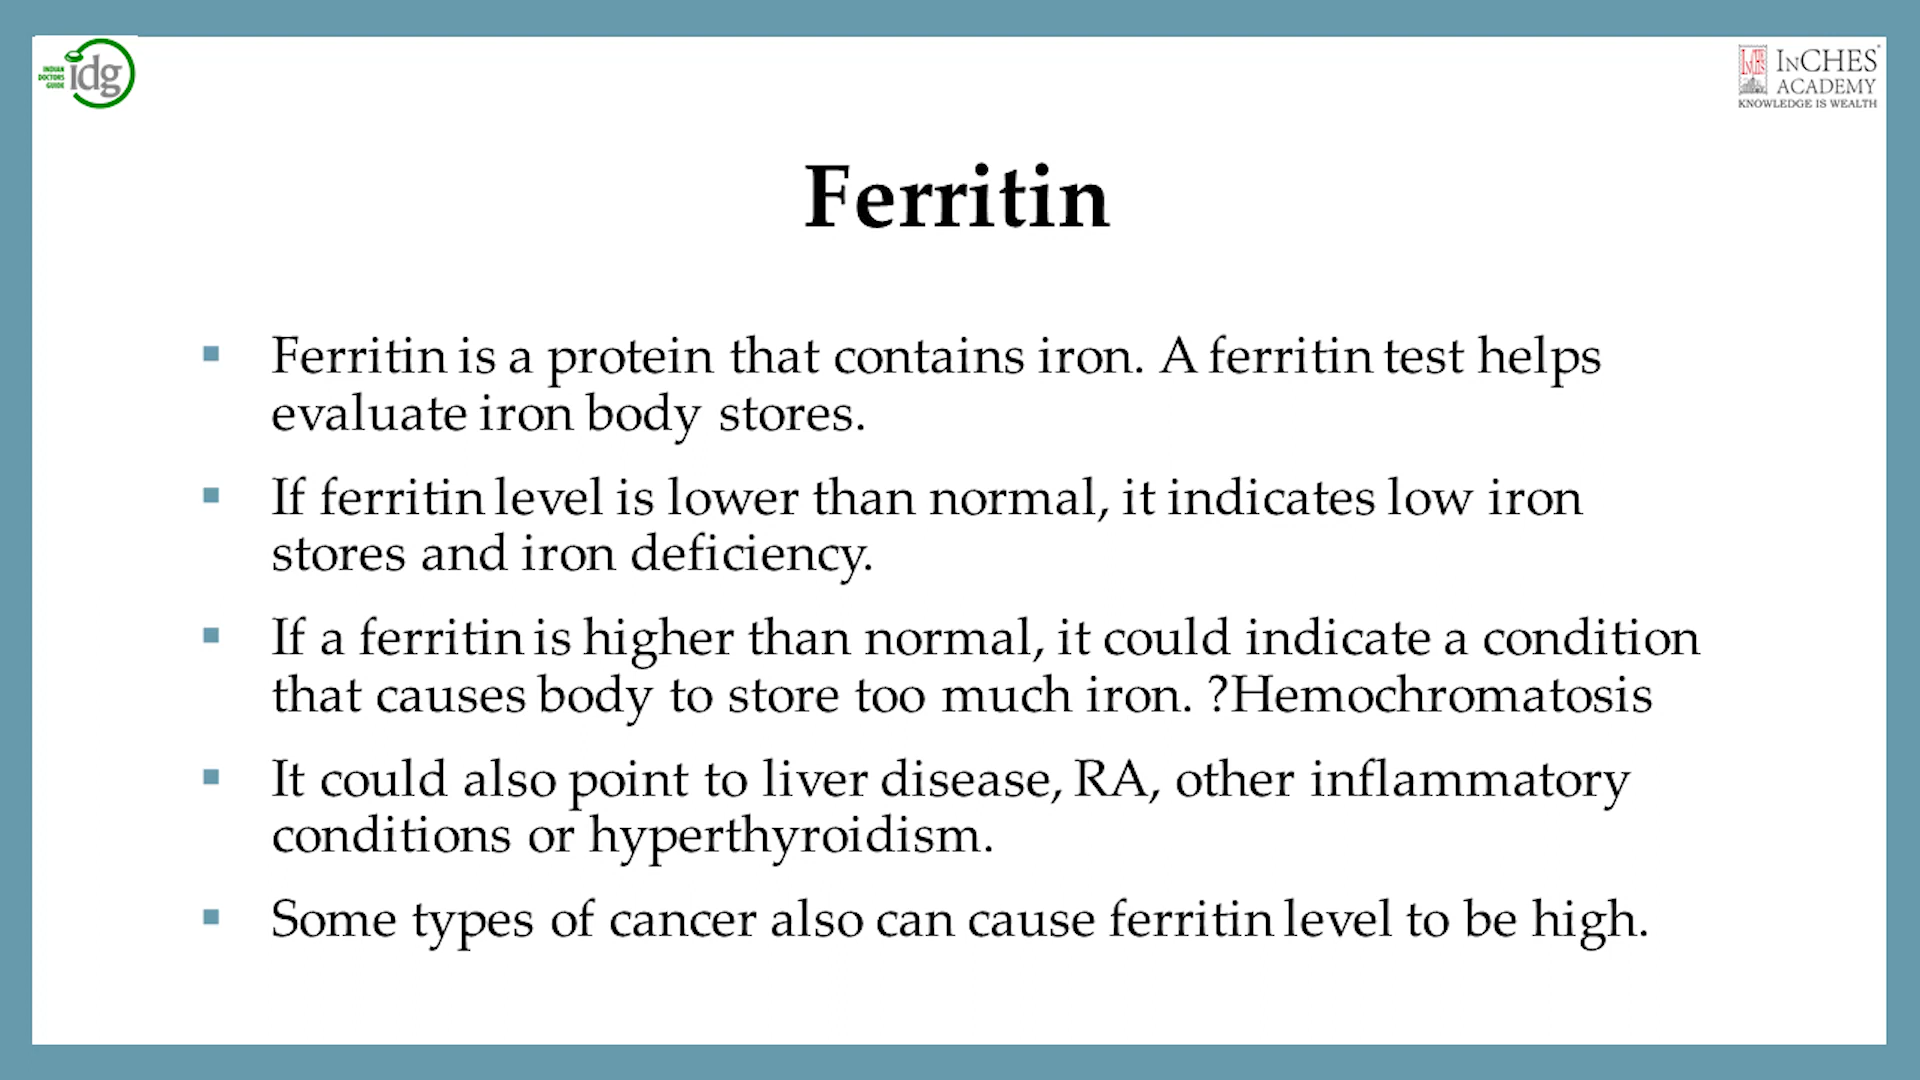 INDIAN
DOCTORS
GUIDE
idg
INCHES
ACADEMY
KNOWLEDGE IS WEALTH
Ferritin
▪ Ferritin is a protein that contains iron. A ferritin test helps
evaluate iron body stores.
▪ If ferritin level is lower than normal, it indicates low iron
stores and iron deficiency.
▪ If a ferritin is higher than normal, it could indicate a condition
that causes body to store too much iron. ?Hemochromatosis
▪ It could also point to liver disease, RA, other inflammatory
conditions or hyperthyroidism.
▪ Some types of cancer also can cause ferritin level to be high.